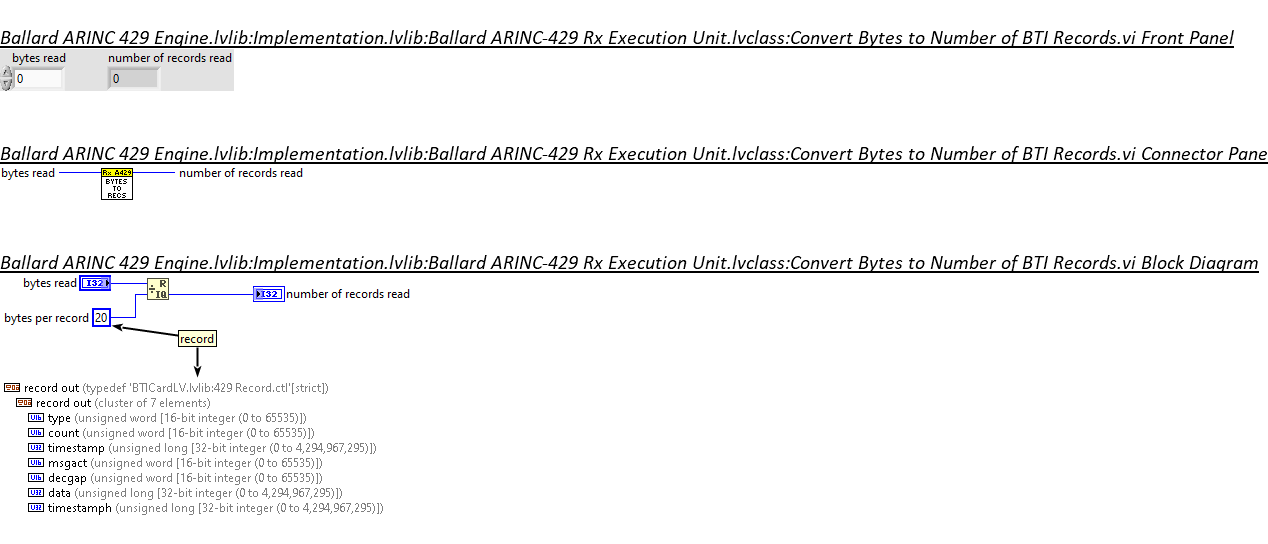 Ballard ARINC 429 Engine.lvlib:Implementation.lvlib:Ballard ARINC-429 Rx Execution Unit.lvclass:Convert Bytes to Number of BTI Records.vi Front Panel
bytes read number of records read
0 0
Ballard ARINC 429 Engine.lvlib:Implementation.lvlib:Ballard ARINC-429 Rx Execution Unit.lvclass:Convert Bytes to Number of BTI Records.vi Connector Pane
bytes read Rx A429 number of records read
BYTES
TO
RECS
Ballard ARINC 429 Engine.lvlib:Implementation.lvlib:Ballard ARINC-429 Rx Execution Unit.lvclass:Convert Bytes to Number of BTI Records.vi Block Diagram
bytes read I32 ÷ R
IQ I32 number of records read
bytes per record 20
record
record out (typedef 'BTICardLV.lvlib:429 Record.ctl'[strict])
record out (cluster of 7 elements)
U16 type (unsigned word [16-bit integer (0 to 65535)])
U16 count (unsigned word [16-bit integer (0 to 65535)])
U32 timestamp (unsigned long [32-bit integer (0 to 4,294,967,295)])
U16 msgact (unsigned word [16-bit integer (0 to 65535)])
U16 decgap (unsigned word [16-bit integer (0 to 65535)])
U32 data (unsigned long [32-bit integer (0 to 4,294,967,295)])
U32 timestamph (unsigned long [32-bit integer (0 to 4,294,967,295)])